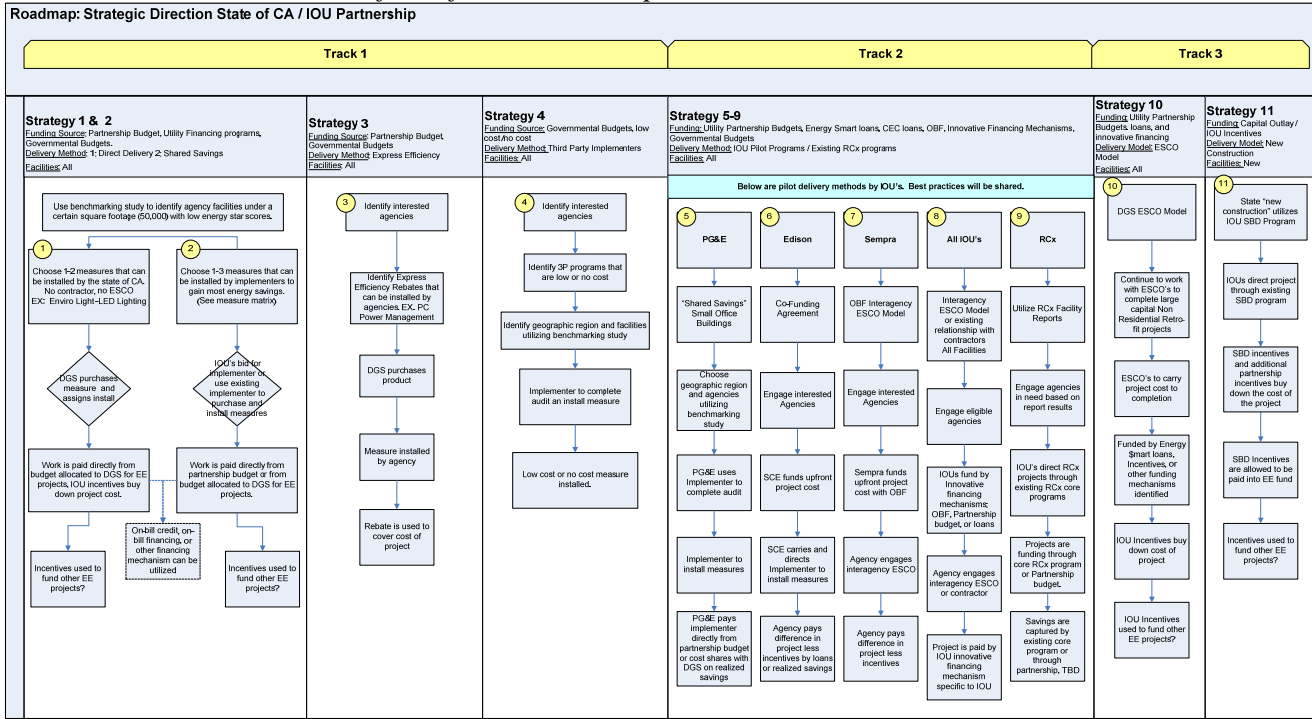 Roadmap: Strategic Direction State of CA / IOU Partnership
Track 1
Track 2
Track 3
Strategy 1 & 2
Funding Source: Partnership Budget, Utility Financing programs,
Governmental Budgets.
Delivery Method: 1; Direct Delivery 2; Shared Savings
Facilities: All
Strategy 3
Funding Source: Partnership Budget,
Governmental Budgets
Delivery Method: Express Efficiency
Facilities: All
Strategy 4
Funding Source: Governmental Budgets, low
cost/no cost
Delivery Method: Third Party Implementers
Facilities: All
Strategy 5-9
Funding: Utility Partnership Budgets, Energy Smart loans, CEC loans, OBF, Innovative Financing Mechanisms,
Governmental Budgets
Delivery Method: IOU Pilot Programs / Existing RCx programs
Facilities: All
Strategy 10
Funding: Utility
Partnership
Budgets. loans, and
innovative financing
Delivery Model: ESCO
Model
Facilities: All
Strategy 11
Funding: Capital Outlay /
IOU Incentives
Delivery Model: New
Construction
Facilities: New
Use benchmarking study to identify agency facilities under a
certain square footage (50,000) with low energy star scores.
1
Choose 1-2 measures that can
be installed by the state of CA.
No contractor, no ESCO
EX: Enviro Light-LED Lighting
DGS purchases
measure and
assigns install
Work is paid directly from
budget allocated to DGS for EE
projects, IOU incentives buy
down project cost.
Incentives used to
fund other EE
projects?
2
Choose 1-3 measures that can
be installed by implementers to
gain most energy savings.
(See measure matrix)
IOU's bid for
implementer or
use existing
implementer to
purchase and
install measures
Work is paid directly from
partnership budget or from
budget allocated to DGS for EE
projects.
On-bill credit, on-
bill financing, or
other financing
mechanism can be
utilized
Incentives used to
fund other EE
projects?
3
Identify interested
agencies
Identify Express
Efficiency Rebates that
can be installed by
agencies. EX. PC
Power Management
DGS purchases
product
Measure installed
by agency
Rebate is used to
cover cost of
project
4
Identify interested
agencies
Identify 3P programs that
are low or no cost
Identify geographic region and facilities
utilizing benchmarking study
Implementer to complete
audit an install measure
Low cost or no cost measure
installed.
Below are pilot delivery methods by IOU's. Best practices will be shared.
5
PG&E
"Shared Savings"
Small Office
Buildings
Choose
geographic region
and agencies
utilizing
benchmarking
study
PG&E uses
Implementer to
complete audit
Implementer to
install measures
PG&E pays
implementer
directly from
partnership budget
or cost shares with
DGS on realized
savings
6
Edison
Co-Funding
Agreement
Engage interested
Agencies
SCE funds upfront
project cost
SCE carries and
directs
Implementer to
install measures
Agency pays
difference in
project less
incentives by loans
or realized savings
7
Sempra
OBF Interagency
ESCO Model
Engage interested
Agencies
Sempra funds
upfront project
cost with OBF
Agency engages
interagency ESCO
Agency pays
difference in
project less
incentives
8
All IOU's
Interagency
ESCO Model
or existing
relationship with
contractors
All Facilities
Engage eligible
agencies
IOUs fund by
Innovative
financing
mechanisms;
OBF, Partnership
budget, or loans
Agency engages
interagency ESCO
or contractor
Project is paid by
IOU innovative
financing
mechanism
specific to IOU
9
RCx
Utilize RCx Facility
Reports
Engage agencies
in need based on
report results
IOU's direct RCx
projects through
existing RCx core
programs
Projects are
funding through
core RCx program
or Partnership
budget.
Savings are
captured by
existing core
program or
through
partnership, TBD
10
DGS ESCO Model
Continue to work
with ESCO's to
complete large
capital Non
Residential Retro-
fit projects
ESCO's to carry
project cost to
completion
Funded by Energy
$mart loans,
Incentives, or
other funding
mechanisms
identified
IOU Incentives buy
down cost of
project
IOU Incentives
used to fund other
EE projects?
11
State "new
construction" utilizes
IOU SBD Program
IOUs direct project
through existing
SBD program
SBD incentives
and additional
partnership
incentives buy
down the cost of
the project
SBD Incentives
are allowed to be
paid into EE fund
Incentives used to
fund other EE
projects?